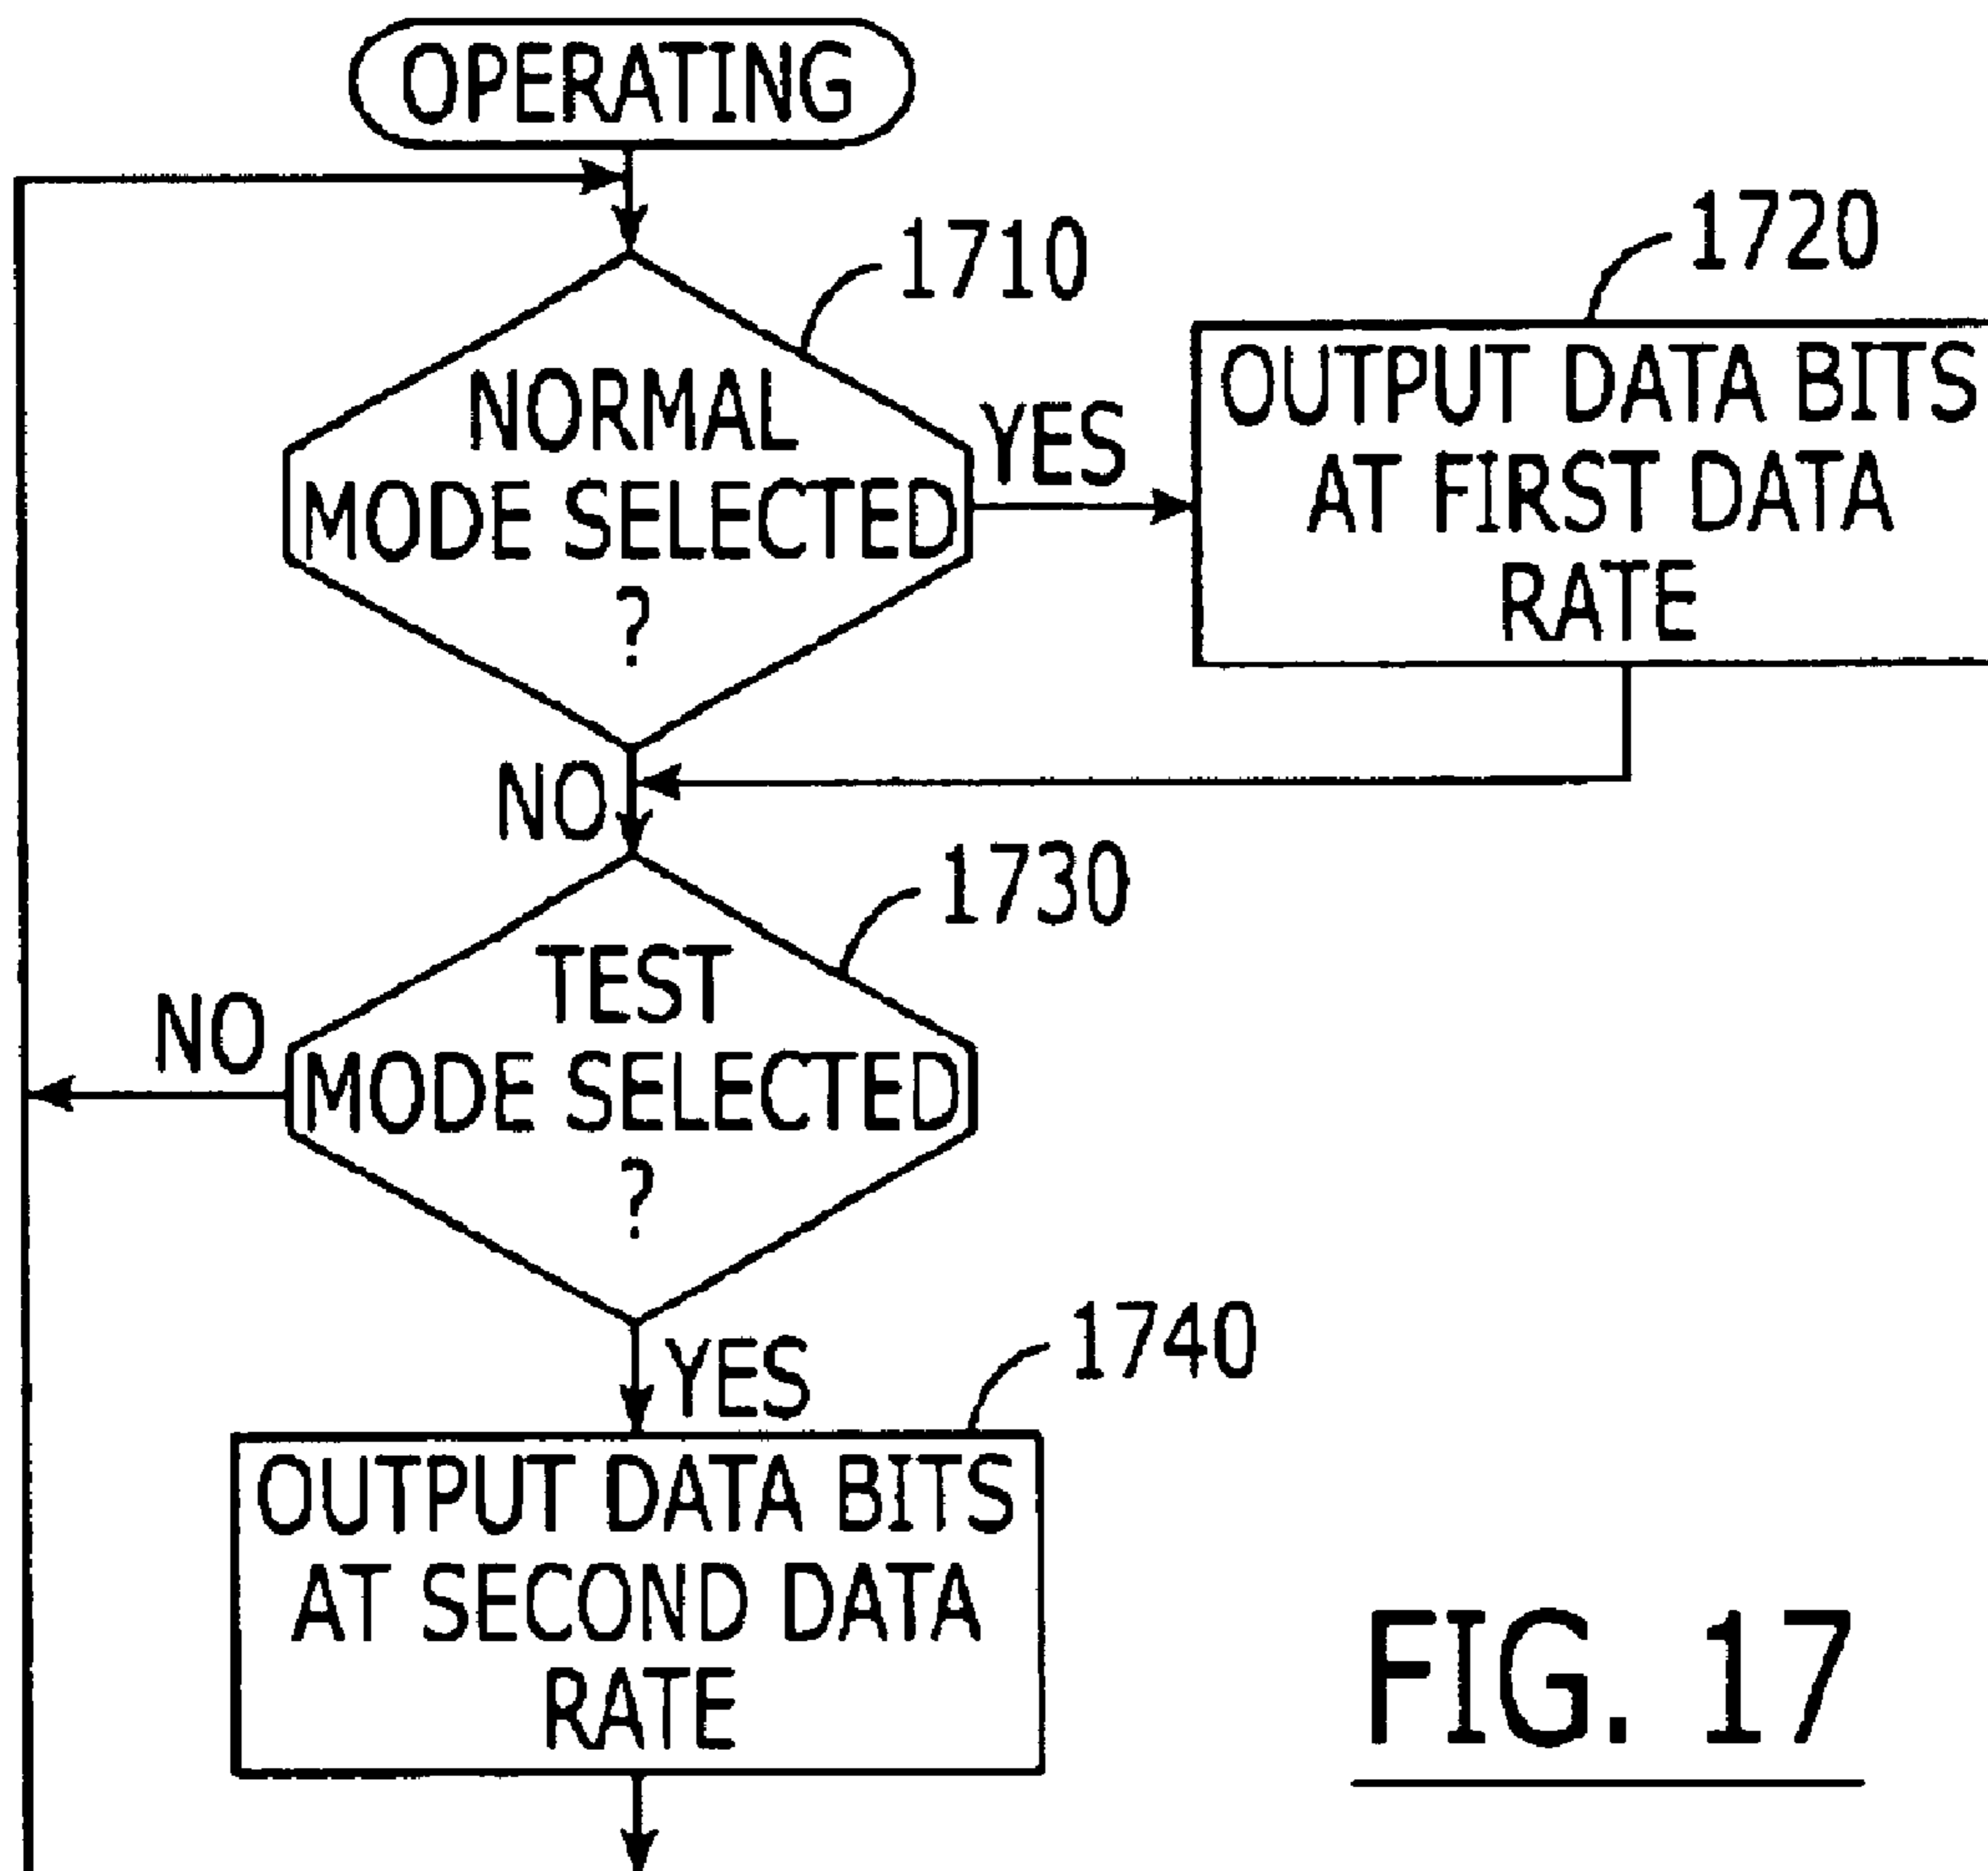 OPERATING
1710
NORMAL
MODE SELECTED
?
YES
1720
OUTPUT DATA BITS
AT FIRST DATA
RATE
NO
1730
TEST
MODE SELECTED
?
NO
YES
1740
OUTPUT DATA BITS
AT SECOND DATA
RATE
FIG. 17